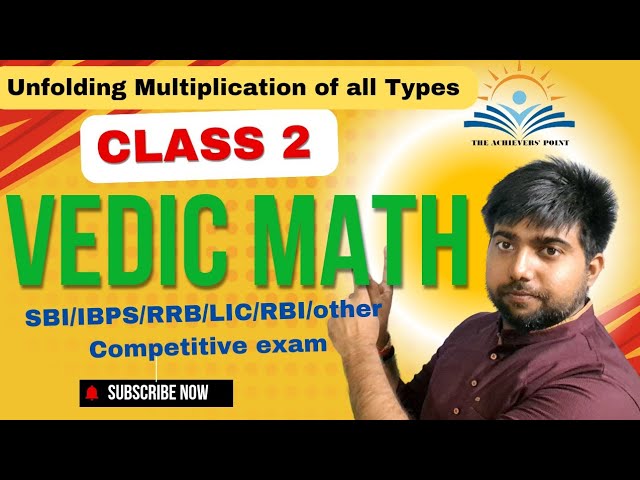 Unfolding Multiplication of all Types
THE ACHIEVERS' POINT
CLASS 2
VEDIC MATH
SBI/IBPS/RRB/LIC/RBI/other
Competitive exam
SUBSCRIBE NOW